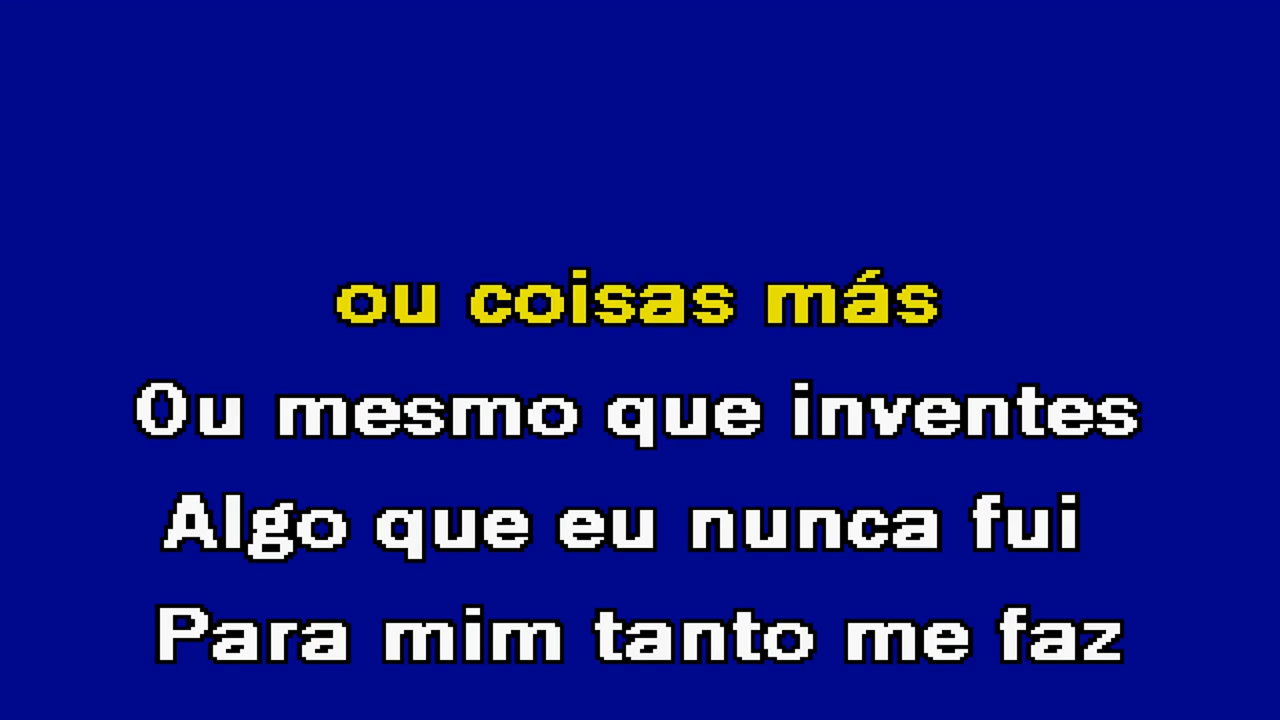 ou coisas más
Ou mesmo que inventes
Algo que eu nunca fui
Para mim tanto me faz